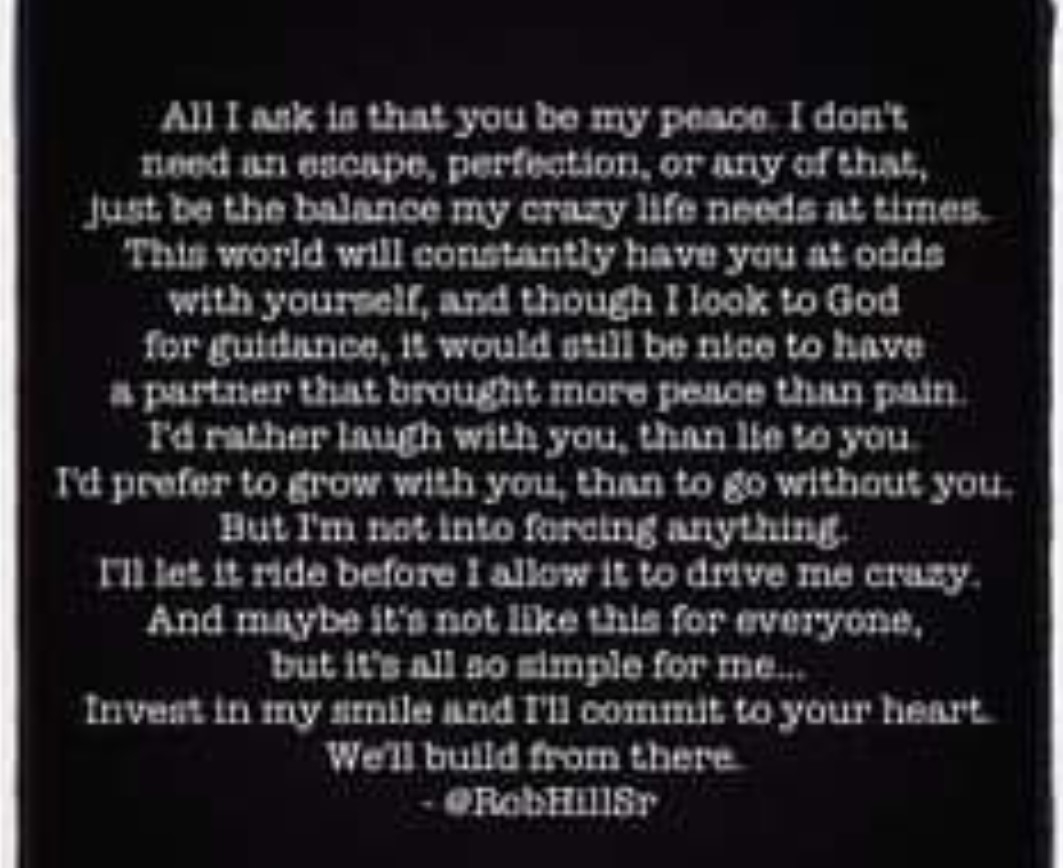 All I ask is that you be my peace. I don't
need an escape, perfection, or any of that,
just be the balance my crazy life needs at times.
This world will constantly have you at odds
with yourself, and though I look to God
for guidance, it would still be nice to have
a partner that brought more peace than pain.
I'd rather laugh with you, than lie to you.
I'd prefer to grow with you, than to go without you.
But I'm not into forcing anything.
I'll let it ride before I allow it to drive me crazy.
And maybe it's not like this for everyone,
but it's all so simple for me...
Invest in my smile and I'll commit to your heart.
We'll build from there.
- @RobHillSr